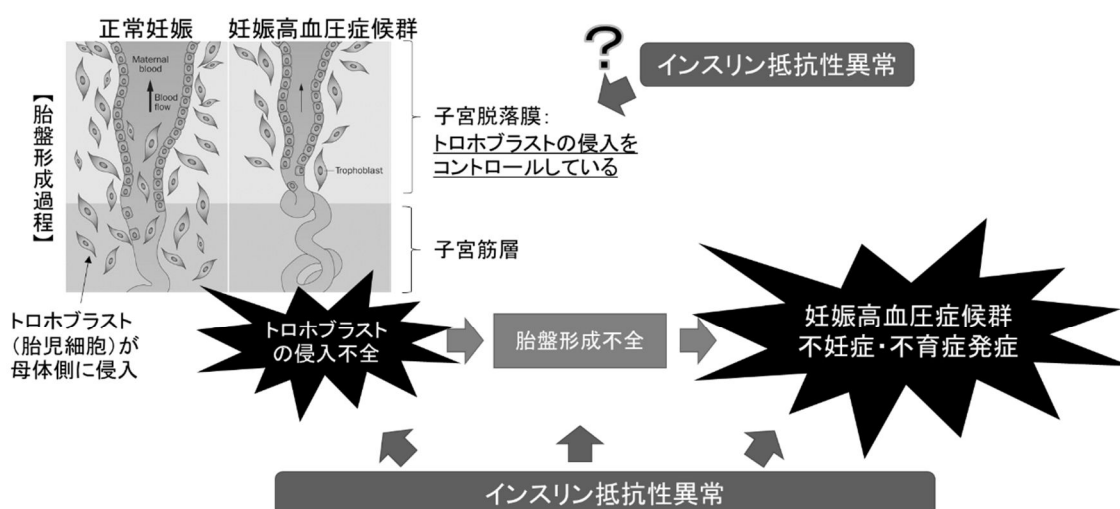 正常妊娠
妊娠高血圧症候群
【胎盤形成過程】
Maternal
blood
Blood
flow
Trophoblast
?
インスリン抵抗性異常
子宮脱落膜:
トロホブラストの侵入を
コントロールしている
子宮筋層
トロホブラスト
(胎児細胞)が
母体側に侵入
トロホブラスト
の侵入不全
胎盤形成不全
妊娠高血圧症候群
不妊症・不育症発症
インスリン抵抗性異常